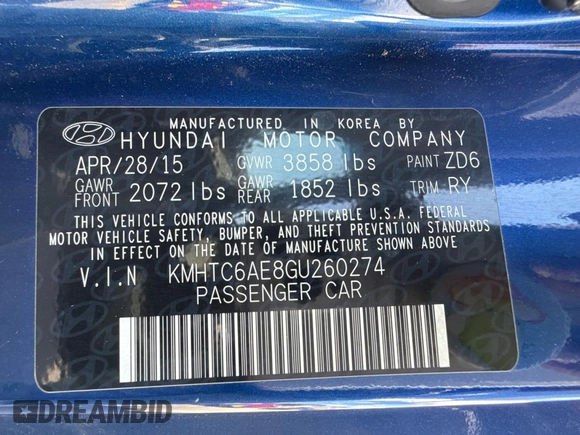 MANUFACTURED IN KOREA BY
HYUNDAI MOTOR COMPANY
APR/28/15 GVWR 3858 lbs PAINT ZD6
GAWR FRONT 2072 lbs GAWR REAR 1852 lbs TRIM RY
THIS VEHICLE CONFORMS TO ALL APPLICABLE U.S.A. FEDERAL
MOTOR VEHICLE SAFETY, BUMPER, AND THEFT PREVENTION STANDARDS
IN EFFECT ON THE DATE OF MANUFACTURE SHOWN ABOVE
V.I.N KMHTC6AE8GU260274
PASSENGER CAR
DREAMBID